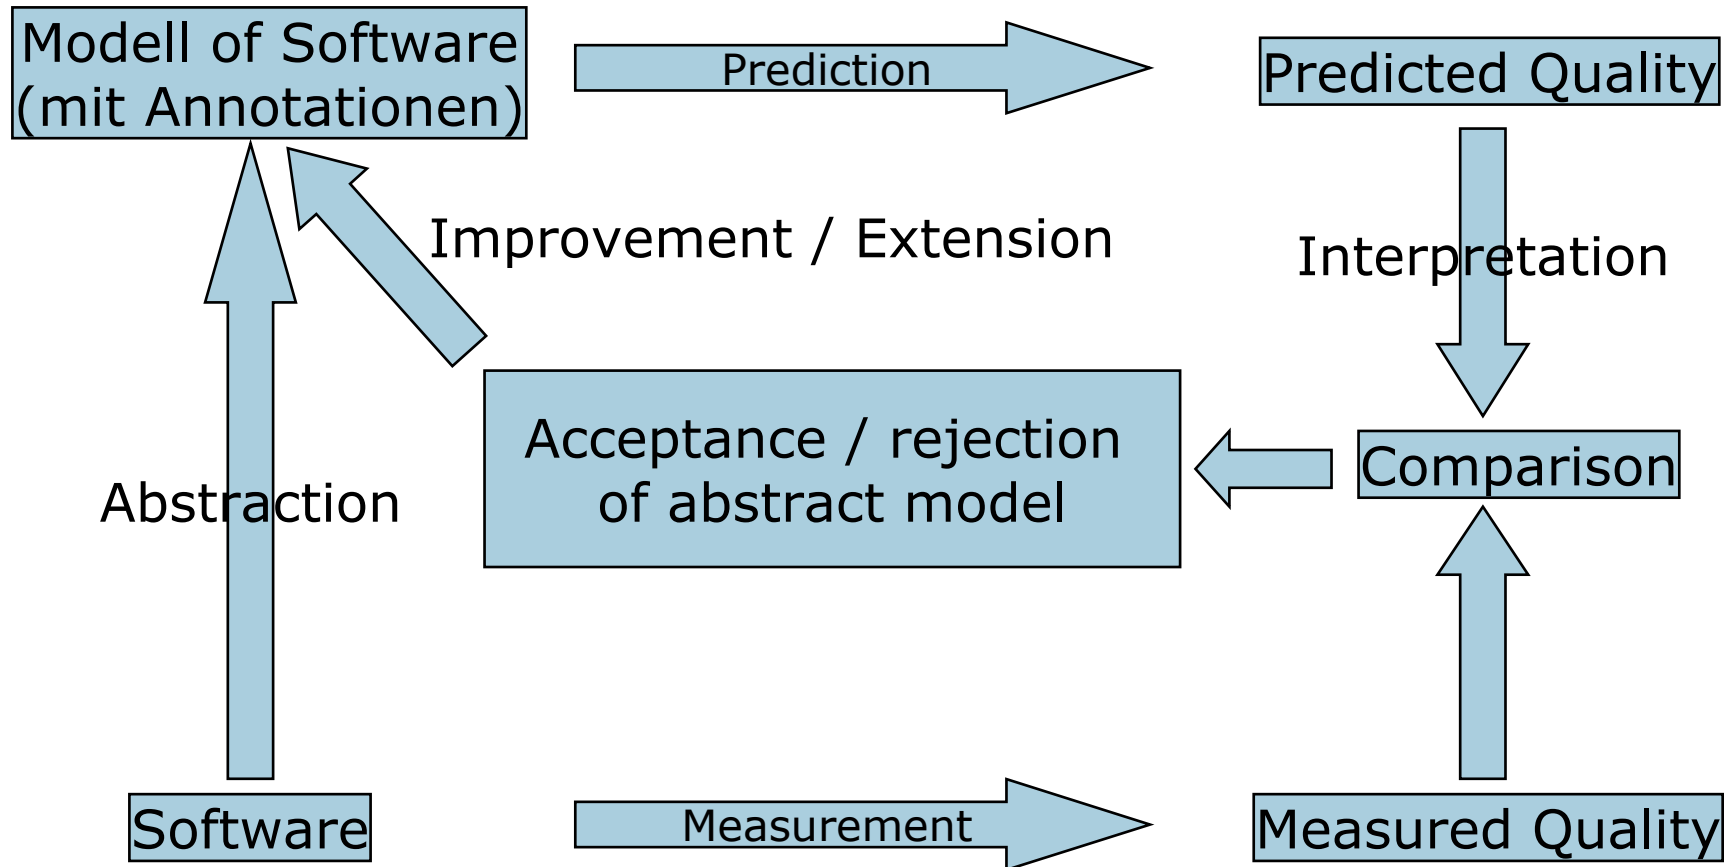 Modell of Software
(mit Annotationen)
Prediction
Predicted Quality
Improvement / Extension
Interpretation
Acceptance / rejection
of abstract model
Comparison
Abstraction
Software
Measurement
Measured Quality